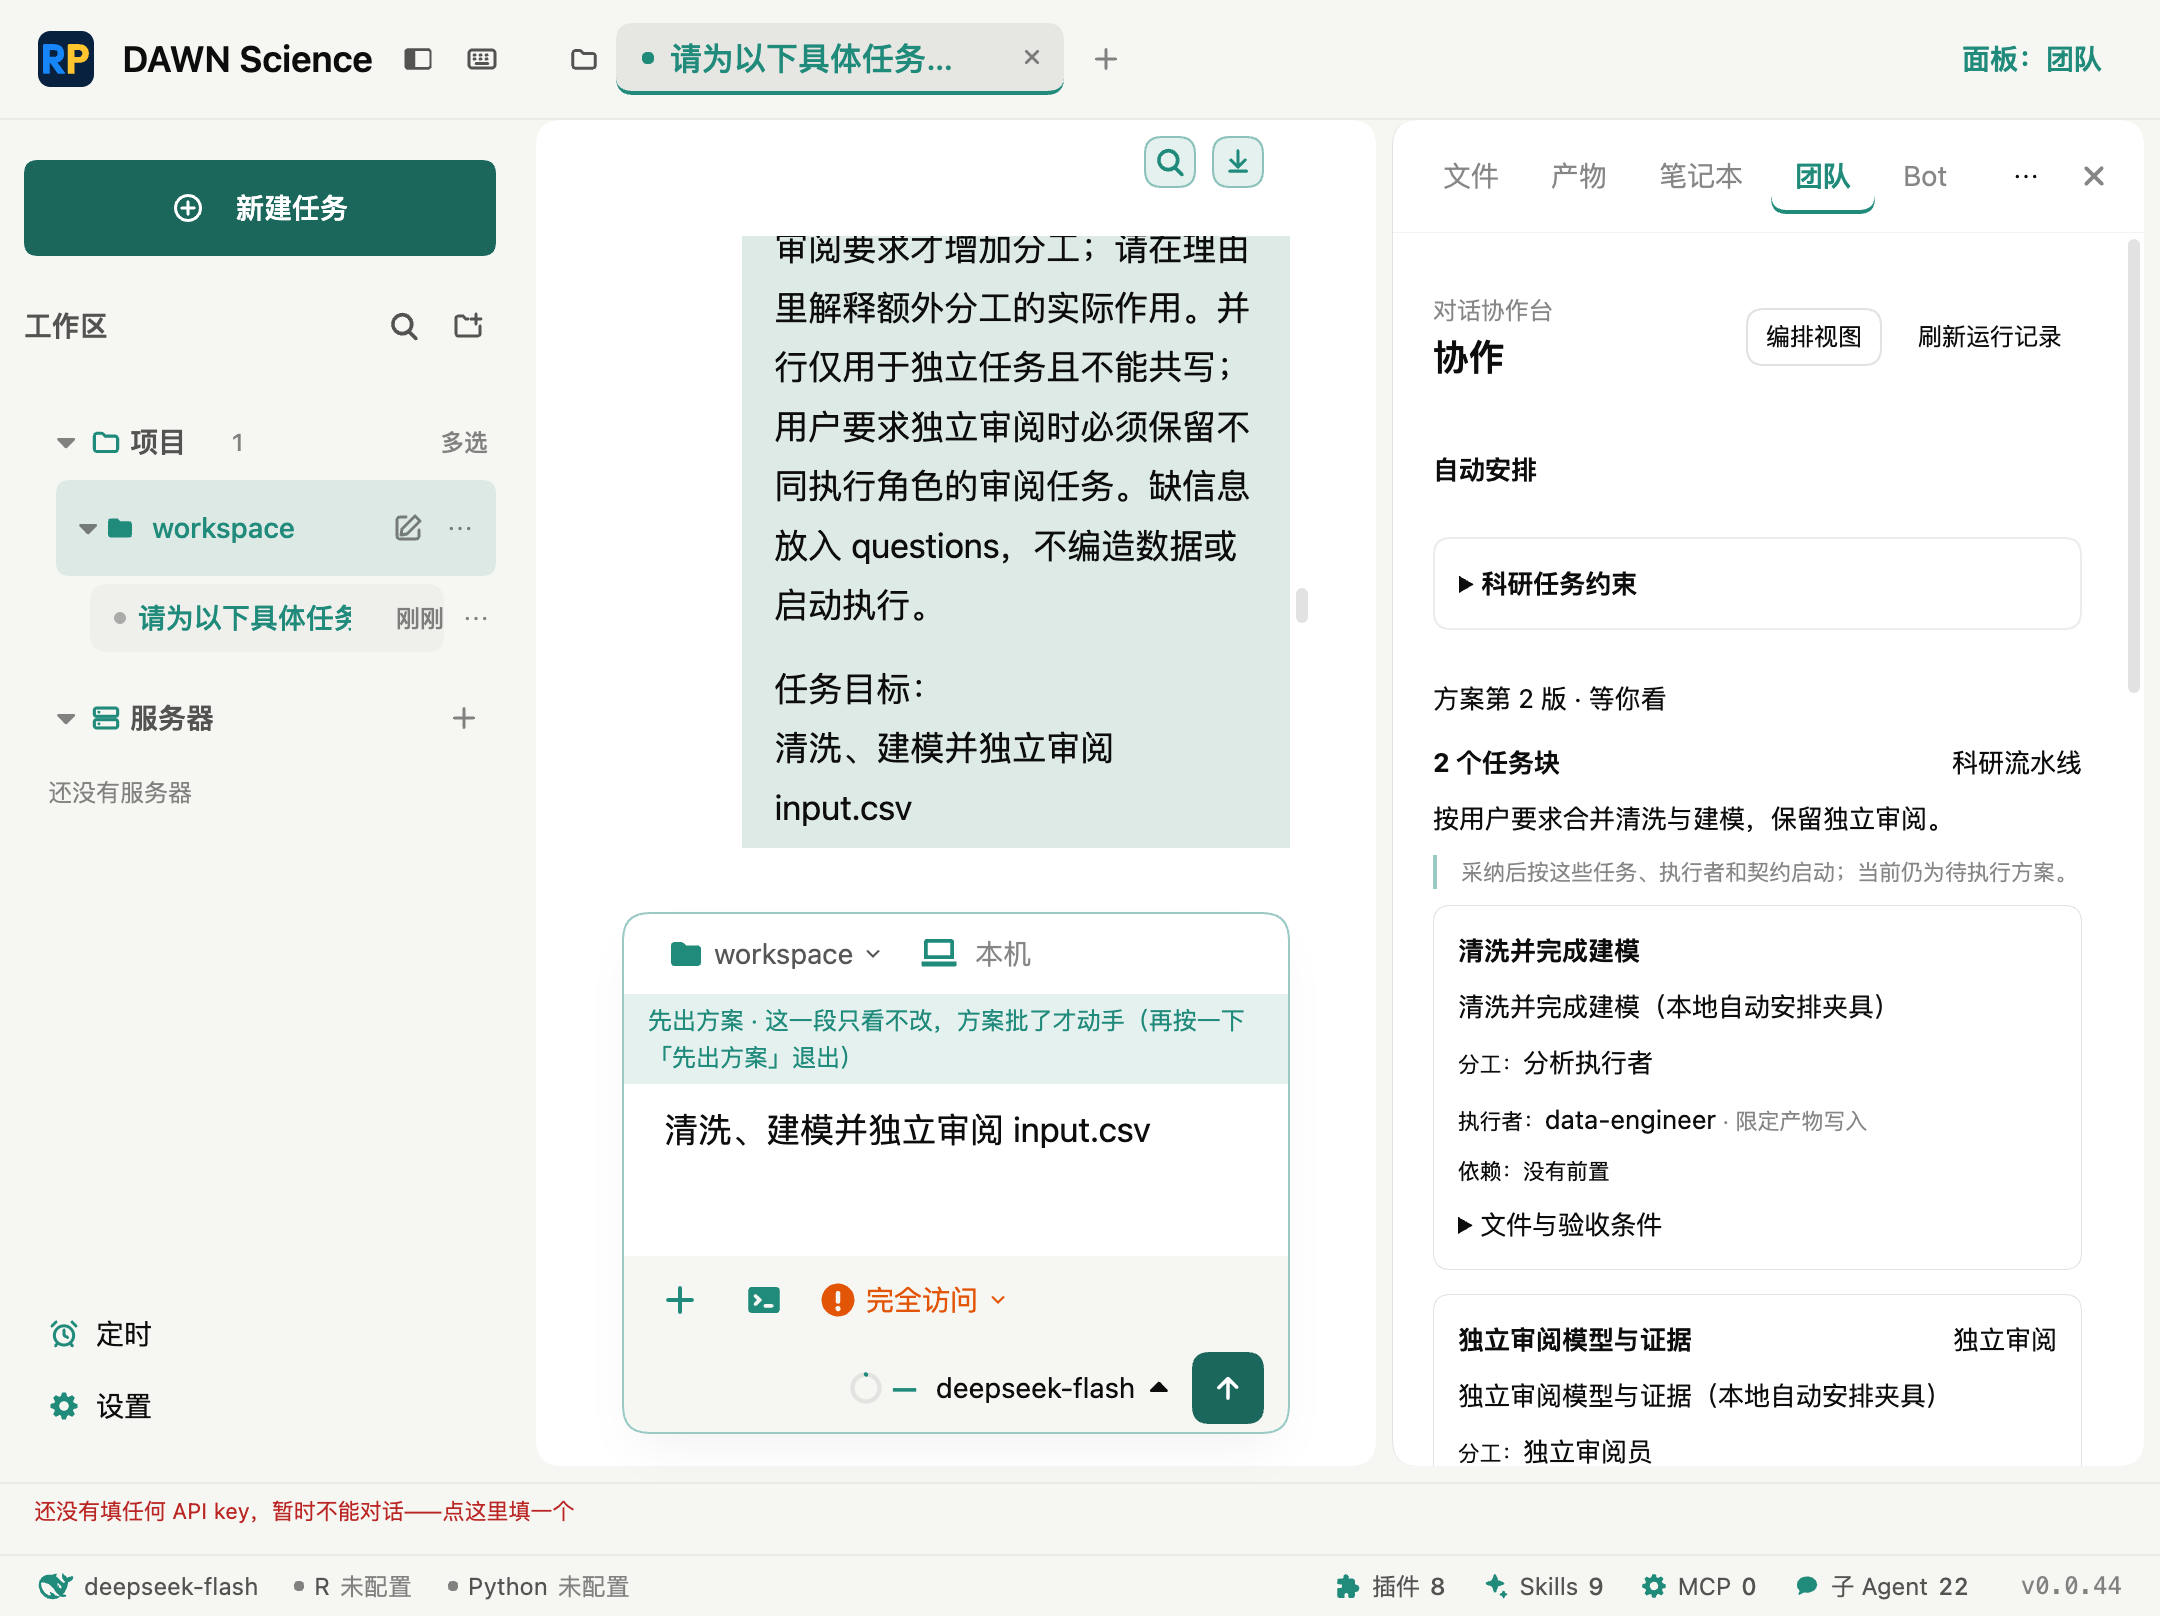 RP
DAWN Science
请为以下具体任务...
面板：团队
新建任务
工作区
项目 1 多选
workspace
请为以下具体任务 刚刚
服务器
还没有服务器
定时
设置
审阅要求才增加分工；请在理由
里解释额外分工的实际作用。并
行仅用于独立任务且不能共写；
用户要求独立审阅时必须保留不
同执行角色的审阅任务。缺信息
放入 questions，不编造数据或
启动执行。
任务目标：
清洗、建模并独立审阅
input.csv
workspace 本机
先出方案 · 这一段只看不改，方案批了才动手（再按一下
「先出方案」退出）
清洗、建模并独立审阅 input.csv
完全访问
deepseek-flash
文件 产物 笔记本 团队 Bot
对话协作台
协作
编排视图 刷新运行记录
自动安排
科研任务约束
方案第 2 版 · 等你看
2 个任务块 科研流水线
按用户要求合并清洗与建模，保留独立审阅。
采纳后按这些任务、执行者和契约启动；当前仍为待执行方案。
清洗并完成建模
清洗并完成建模（本地自动安排夹具）
分工：分析执行者
执行者：data-engineer · 限定产物写入
依赖：没有前置
文件与验收条件
独立审阅模型与证据 独立审阅
独立审阅模型与证据（本地自动安排夹具）
分工：独立审阅员
还没有填任何 API key，暂时不能对话——点这里填一个
deepseek-flash R 未配置 Python 未配置
插件 8 Skills 9 MCP 0 子 Agent 22 v0.0.44